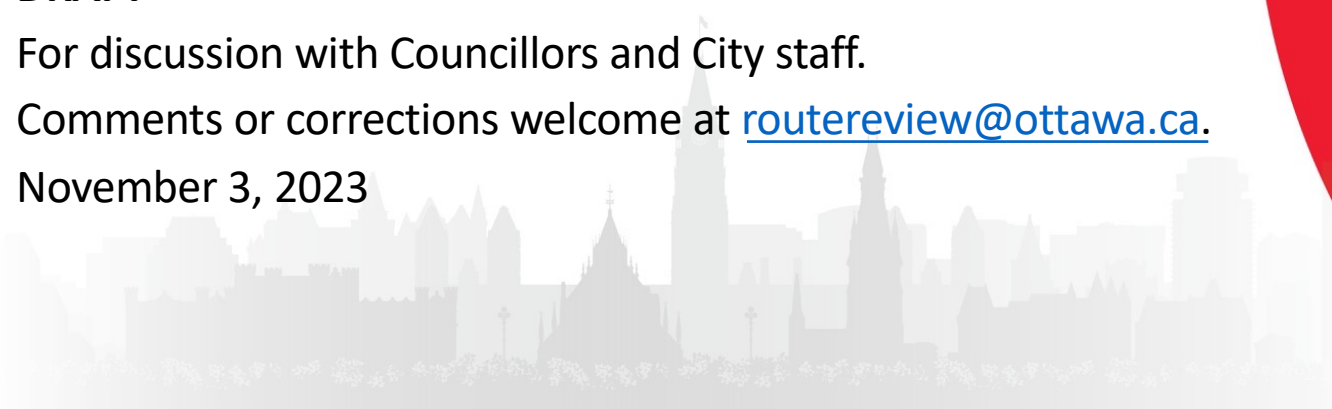 For discussion with Councillors and City staff.
Comments or corrections welcome at routereview@ottawa.ca.
November 3, 2023